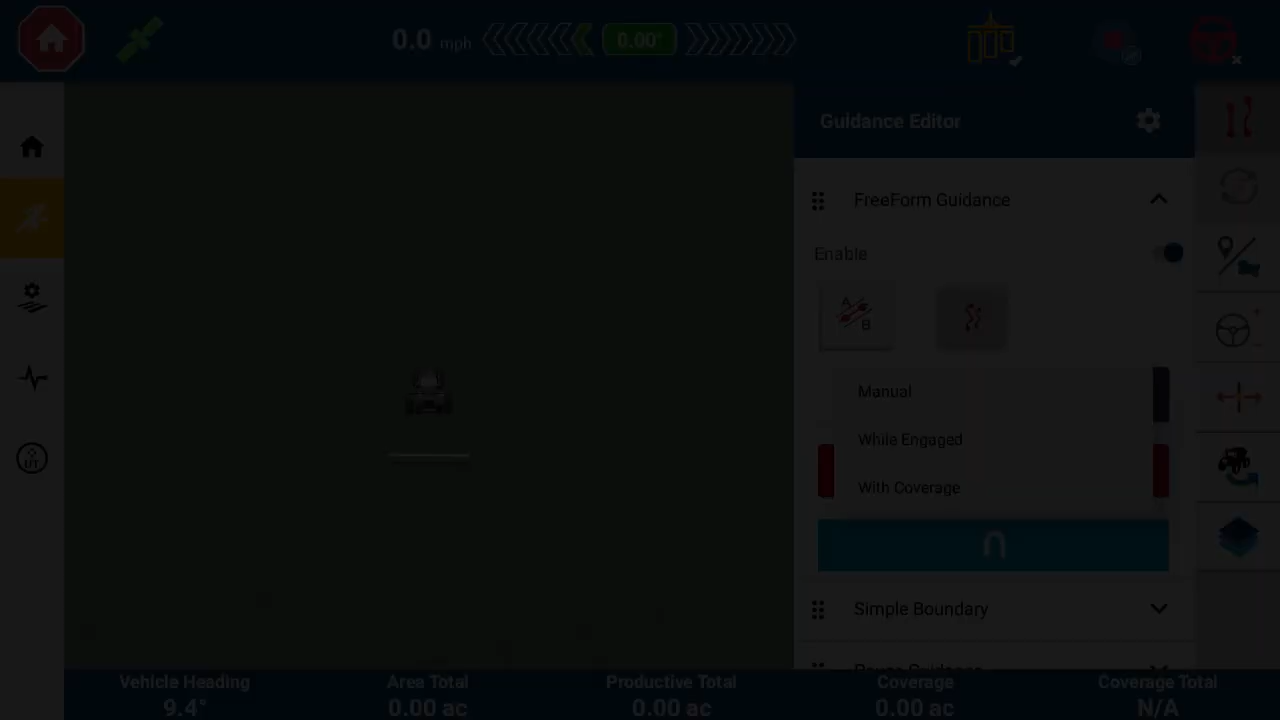 0.0 mph
0.00°
Guidance Editor
FreeForm Guidance
Enable
A
B
Manual
While Engaged
With Coverage
Simple Boundary
Vehicle Heading
9.4°
Area Total
0.00 ac
Productive Total
0.00 ac
Coverage
0.00 ac
Coverage Total
N/A